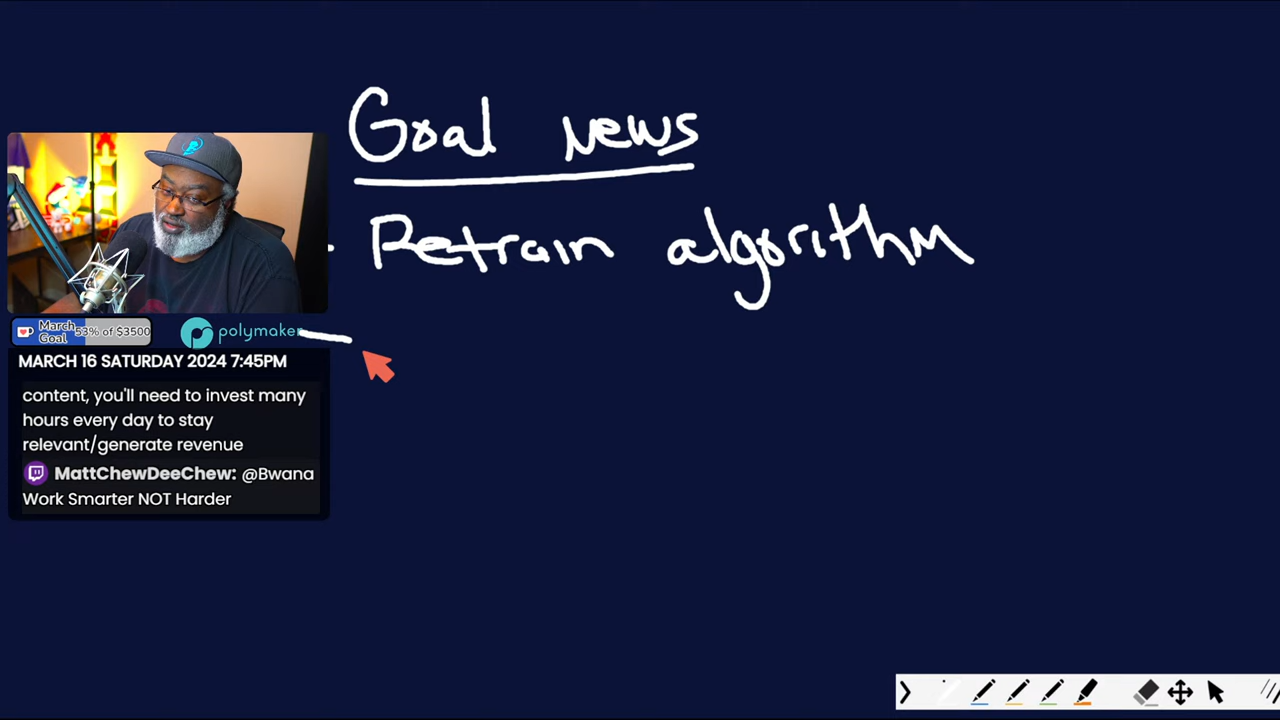 Goal news
- Retrain algorithm
-
March
Goal
53% of $3500
polymaker
MARCH 16 SATURDAY 2024 7:45PM
content, you'll need to invest many
hours every day to stay
relevant/generate revenue
MattChewDeeChew: @Bwana
Work Smarter NOT Harder